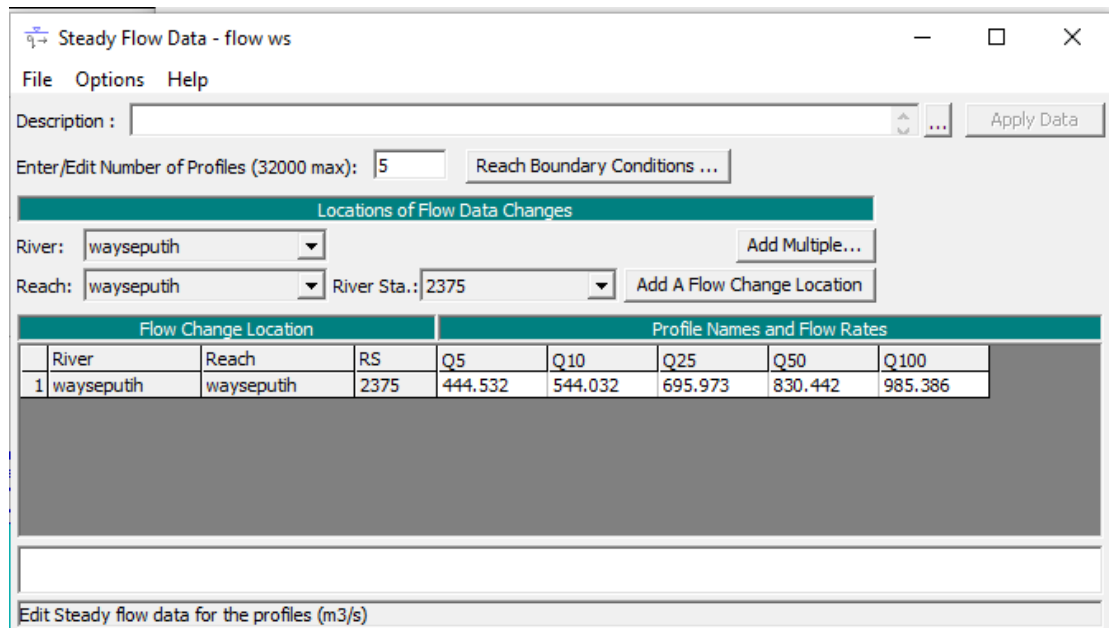 Steady Flow Data - flow ws
File Options Help
Description : ... Apply Data
Enter/Edit Number of Profiles (32000 max): 5 Reach Boundary Conditions ...
Locations of Flow Data Changes
River: wayseputih Add Multiple...
Reach: wayseputih River Sta.: 2375 Add A Flow Change Location
Flow Change Location Profile Names and Flow Rates
River Reach RS Q5 Q10 Q25 Q50 Q100
1 wayseputih wayseputih 2375 444.532 544.032 695.973 830.442 985.386
Edit Steady flow data for the profiles (m3/s)